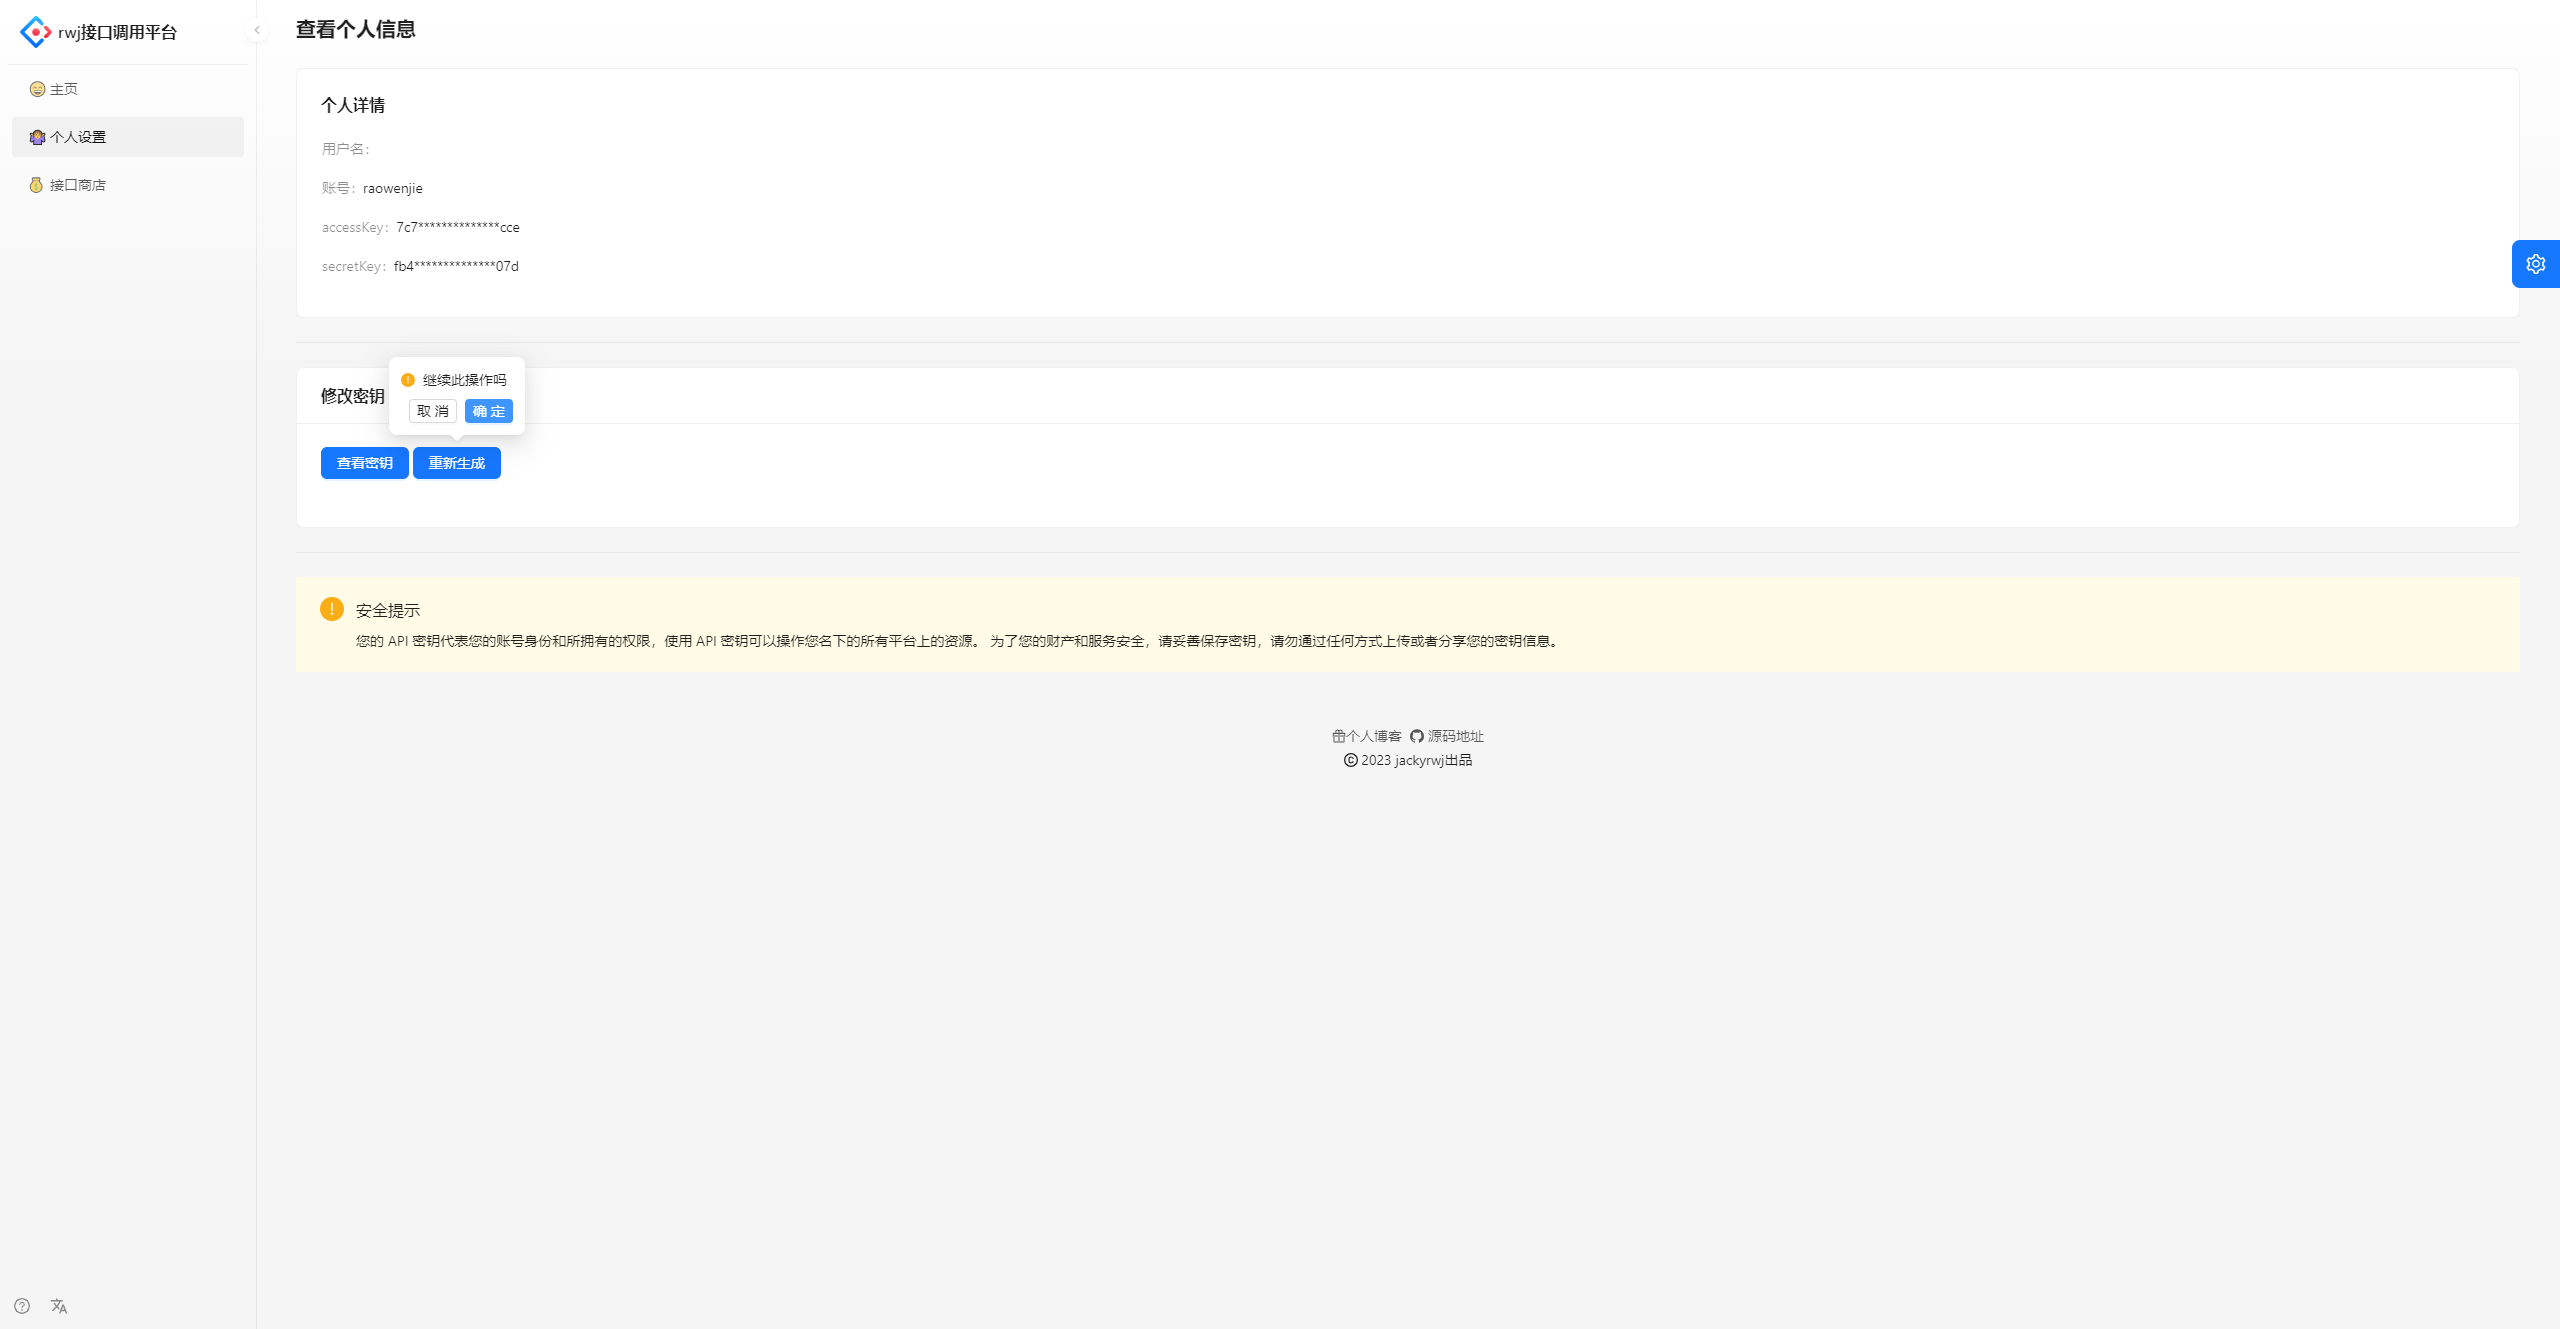 rwj接口调用平台
主页
个人设置
接口商店
查看个人信息
个人详情
用户名：
账号：raowenjie
accessKey：7c7**************cce
secretKey：fb4**************07d
修改密钥
继续此操作吗
取 消 确 定
查看密钥 重新生成
安全提示
您的 API 密钥代表您的账号身份和所拥有的权限，使用 API 密钥可以操作您名下的所有平台上的资源。 为了您的财产和服务安全，请妥善保存密钥，请勿通过任何方式上传或者分享您的密钥信息。
个人博客 源码地址
© 2023 jackyrwj出品